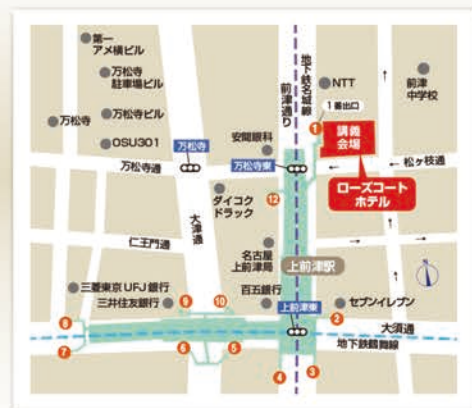 第一
アメ横ビル
万松寺
駐車場ビル
万松寺ビル
万松寺
OSU301
万松寺通
万松寺
地下鉄名城線
前津通り
NTT
1番出口
1
前津
中学校
安間眼科
万松寺東
講義
会場
ローズコート
ホテル
松ヶ枝通
12
ダイコク
ドラック
大津通
仁王門通
名古屋
上前津局
上前津駅
三菱東京UFJ銀行
三井住友銀行
9
10
百五銀行
上前津東
セブンイレブン
2
8
7
6
5
4
3
大須通
地下鉄鶴舞線